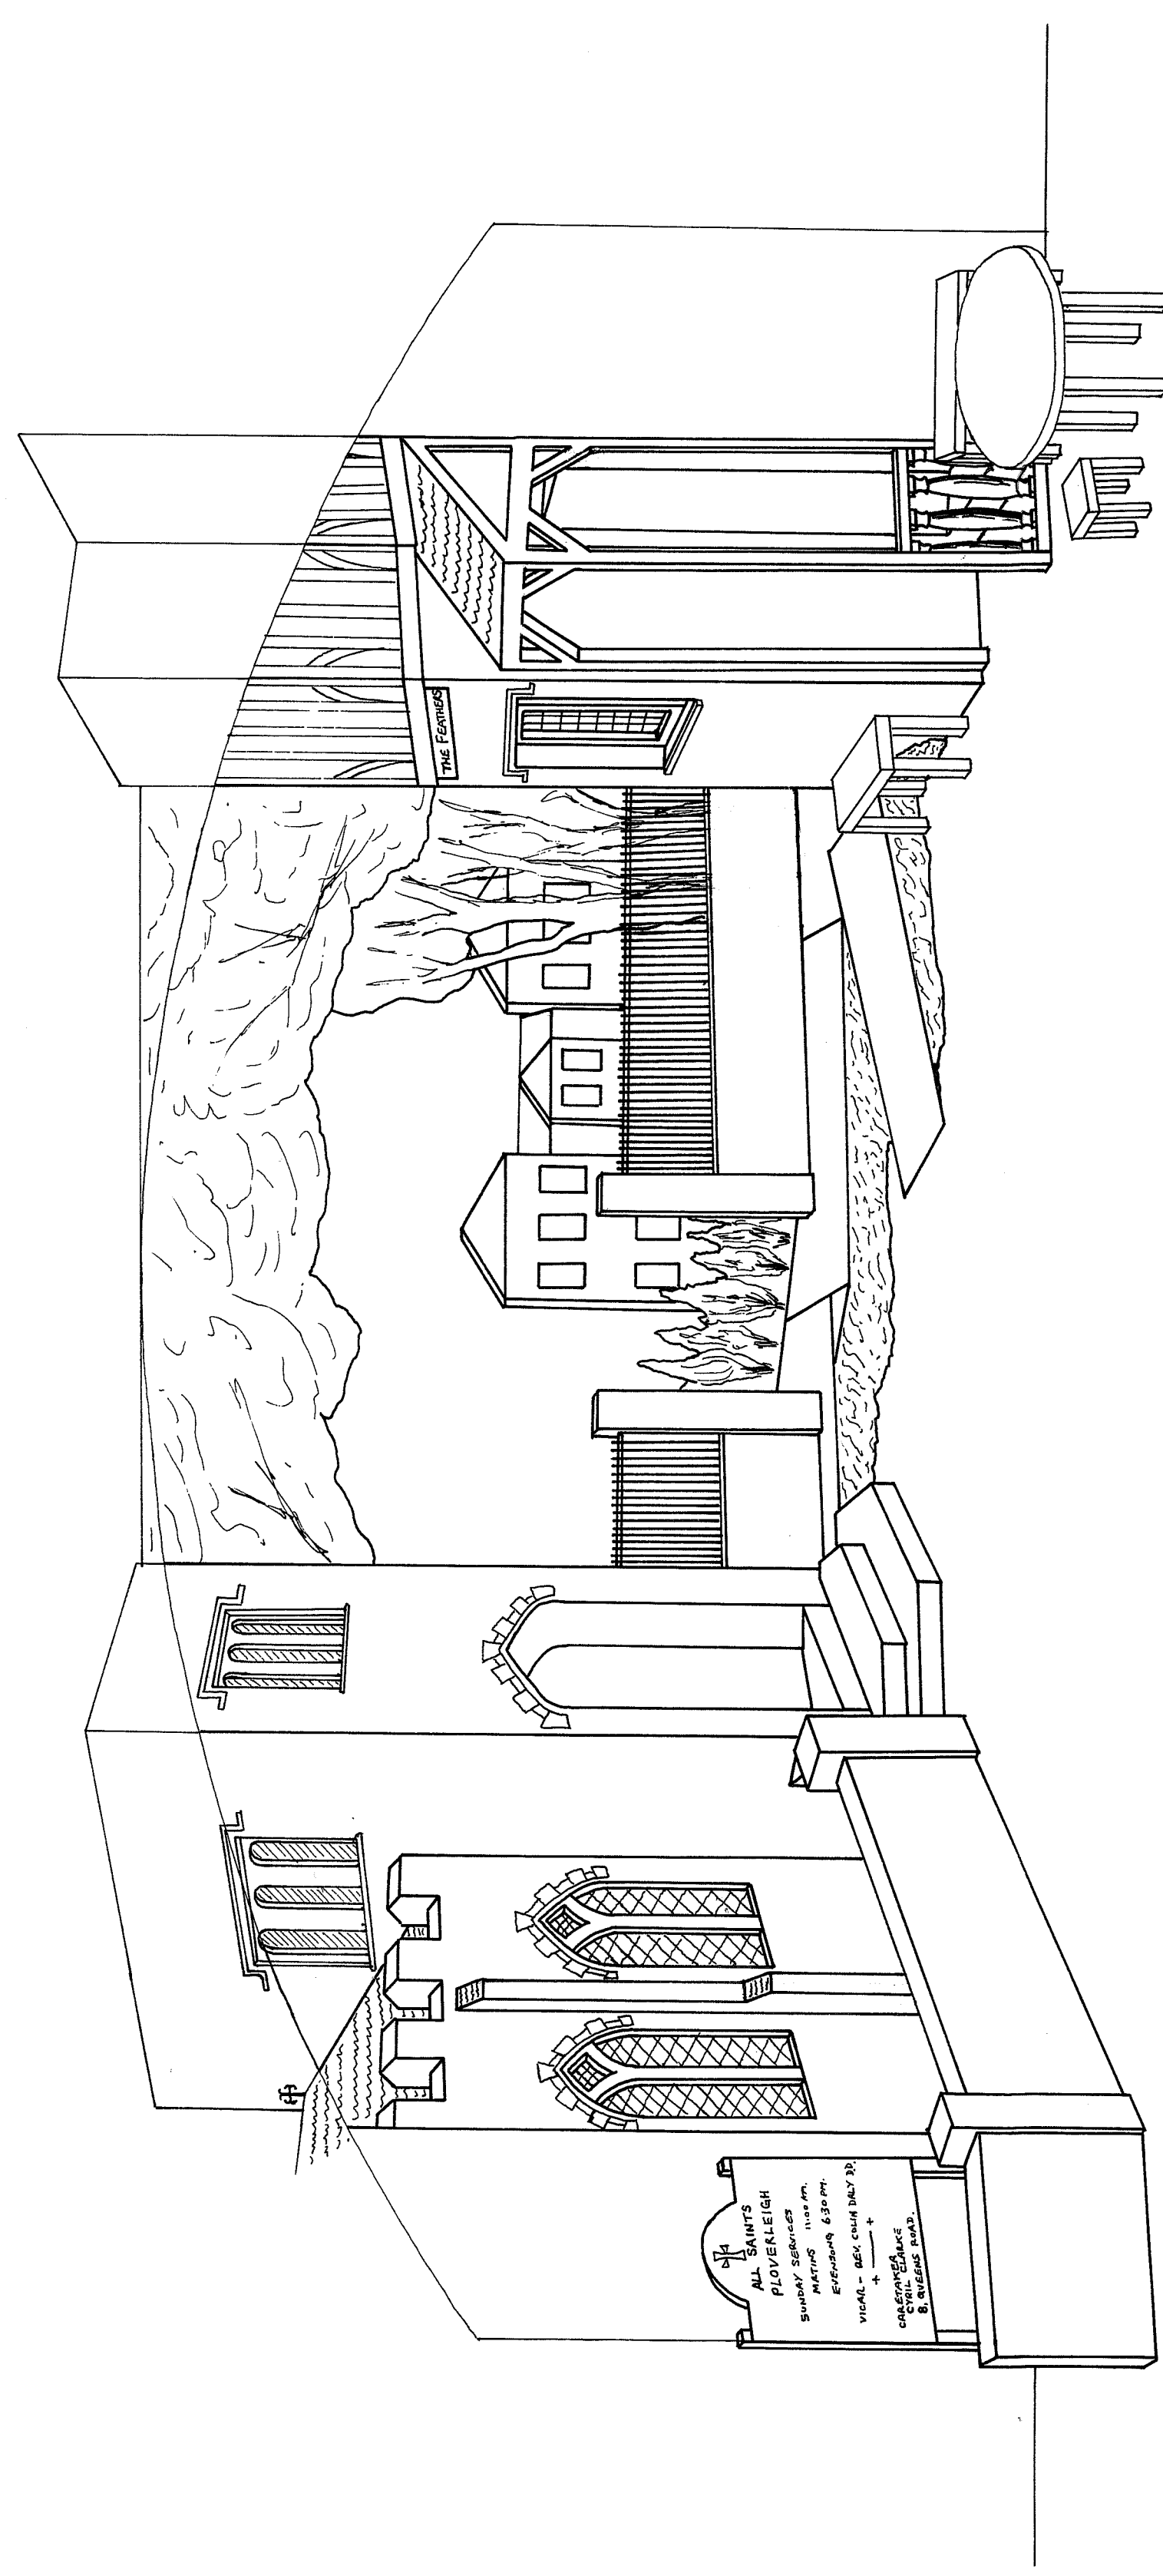 ALL SAINTS
PLOVERLEIGH
SUNDAY SERVICES
MATINS 11.00 AM.
EVENSONG 6.30 PM.
VICAR - REV. COLIN DALY D.D.
+ —— +
CARETAKER
CYRIL CLARKE
8, QUEENS ROAD.
THE FEATHERS